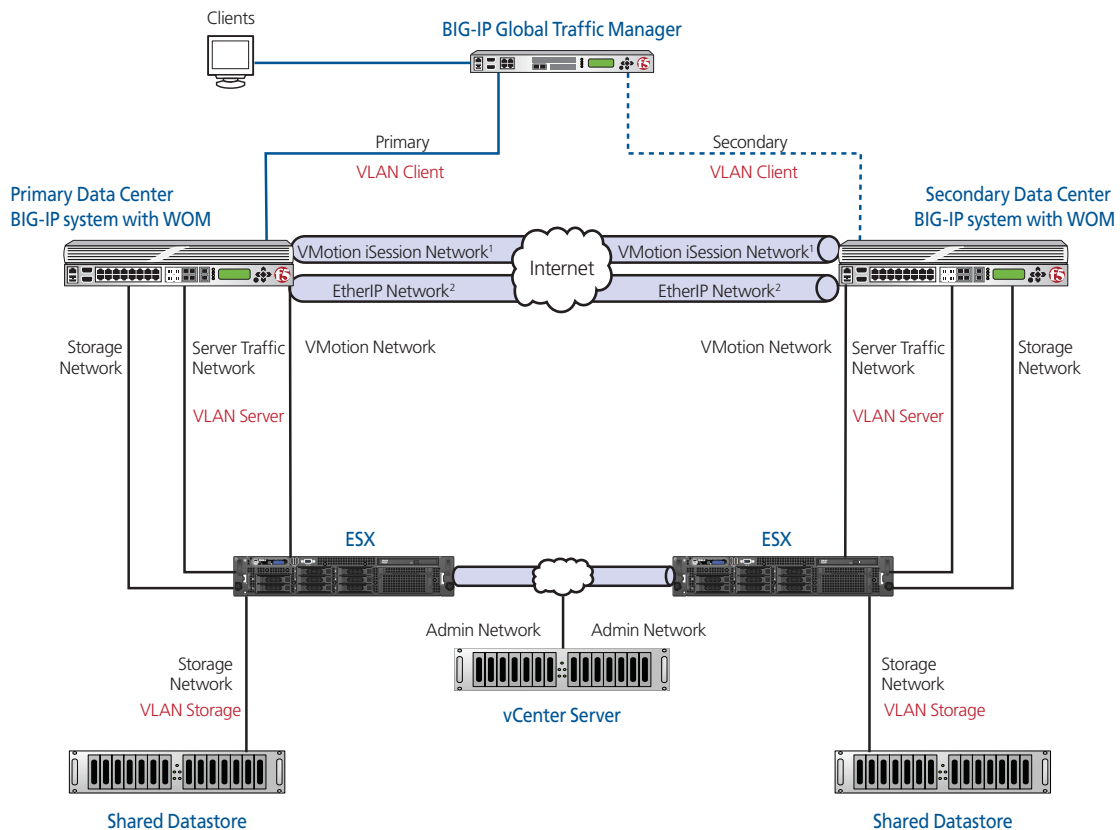 Clients
BIG-IP Global Traffic Manager
Primary
VLAN Client
Secondary
VLAN Client
Primary Data Center
BIG-IP system with WOM
Secondary Data Center
BIG-IP system with WOM
VMotion iSession Network¹
VMotion iSession Network¹
Internet
EtherIP Network²
EtherIP Network²
Storage
Network
Server Traffic
Network
VMotion Network
VLAN Server
VMotion Network
Server Traffic
Network
Storage
Network
VLAN Server
ESX
ESX
Admin Network
Admin Network
Storage
Network
VLAN Storage
vCenter Server
Storage
Network
VLAN Storage
Shared Datastore
Shared Datastore